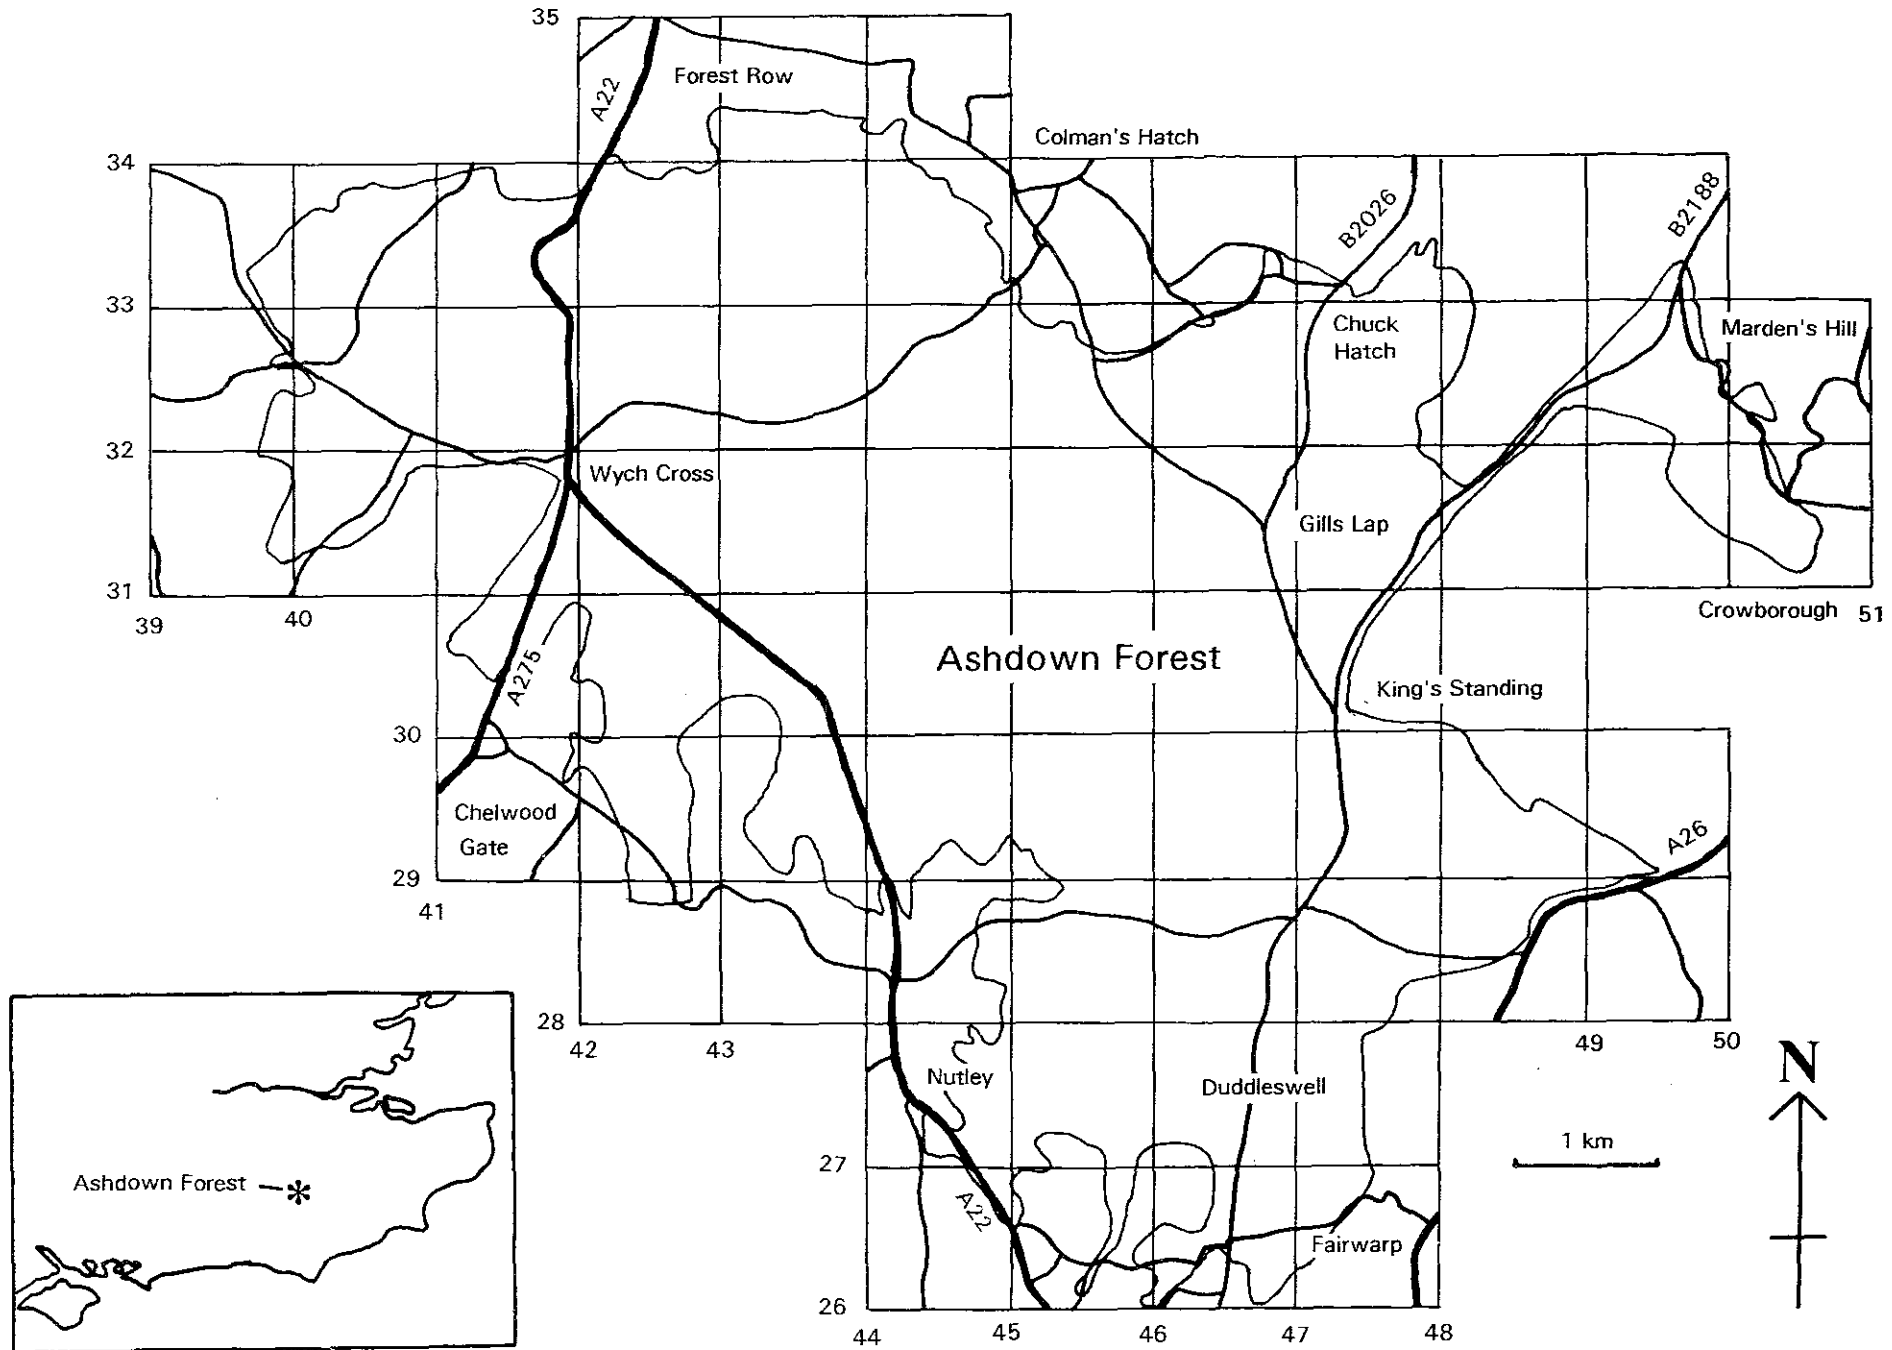 35
A22
Forest Row
Colman's Hatch
34
B2026
B2188
33
Chuck
Hatch
Marden's Hill
32
Wych Cross
Gills Lap
31
39
40
Crowborough
51
Ashdown Forest
A275
King's Standing
30
Chelwood
Gate
A26
29
41
28
42
43
49
50
N
Nutley
Duddleswell
1 km
27
Ashdown Forest
A22
Fairwarp
26
44
45
46
47
48